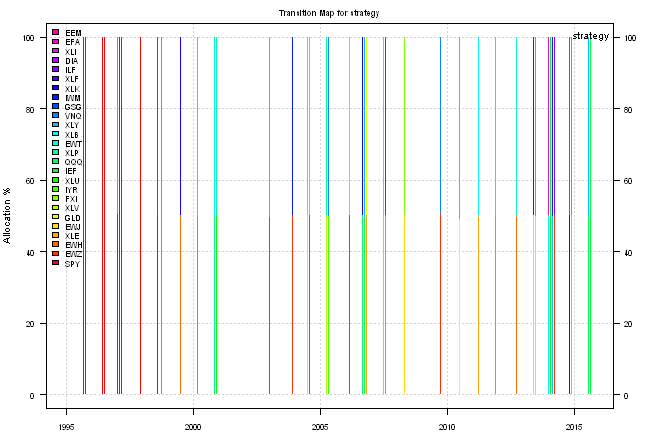 Transition Map for strategy
strategy
EEM
EFA
XLI
DIA
ILF
XLF
XLK
IWM
GSG
VNQ
XLY
XLB
EWT
XLP
QQQ
IEF
XLU
IYR
FXI
XLV
GLD
EWJ
XLE
EWH
EWZ
SPY
Allocation %
100
80
60
40
20
0
100
80
60
40
20
0
1995 2000 2005 2010 2015